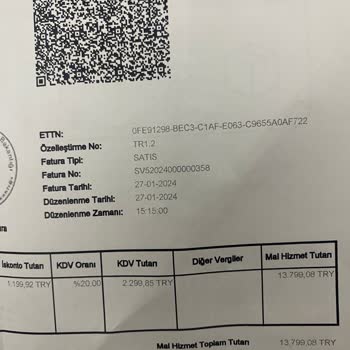 ETTN: 0FE91298-BEC3-C1AF-E063-C9655A0AF722
Özelleştirme No: TR1.2
Fatura Tipi: SATIS
Fatura No: SVS2024000000358
Fatura Tarihi: 27-01-2024
Düzenlenme Tarihi: 27-01-2024
Düzenlenme Zamanı: 15:15:00
İskonto Tutarı KDV Oranı KDV Tutarı Diğer Vergiler Mal Hizmet Tutarı
1.199,92 TRY %20,00 2.299,85 TRY 13.799,08 TRY
Mal Hizmet Toplam Tutarı 13.799,08 TRY